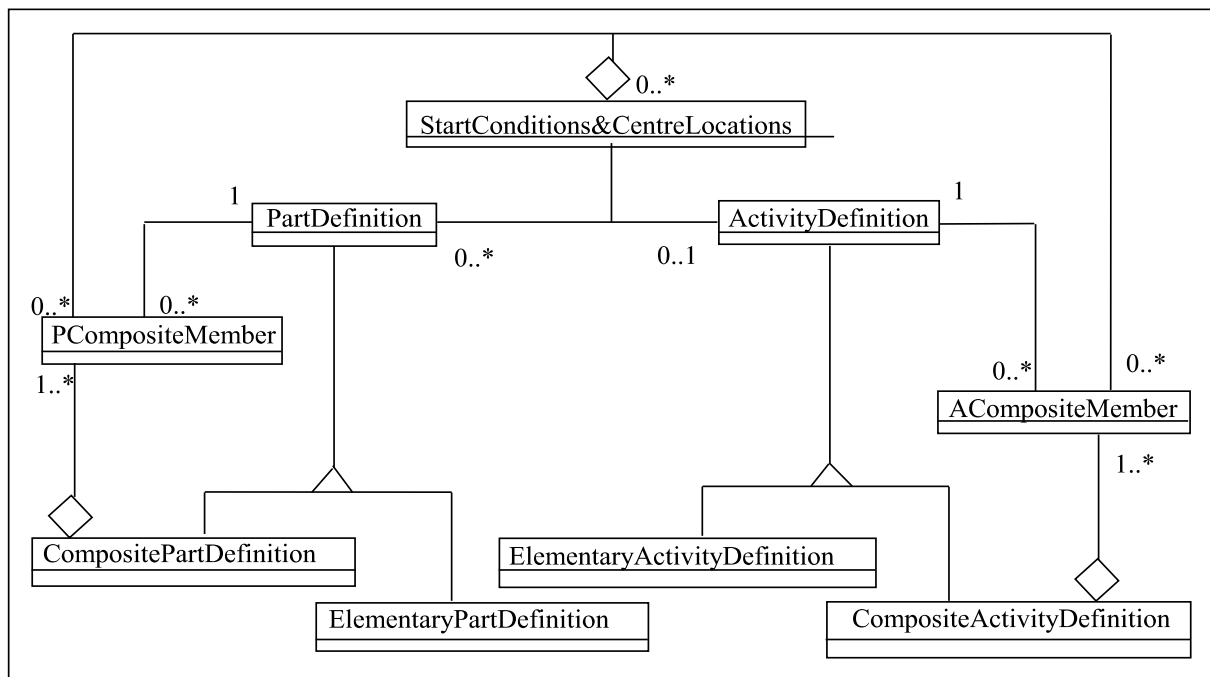 0..*
StartConditions&CentreLocations
1
PartDefinition
ActivityDefinition
1
0..*
0..1
0..*
0..*
PCompositeMember
1..*
0..*
0..*
ACompositeMember
1..*
CompositePartDefinition
ElementaryActivityDefinition
ElementaryPartDefinition
CompositeActivityDefinition